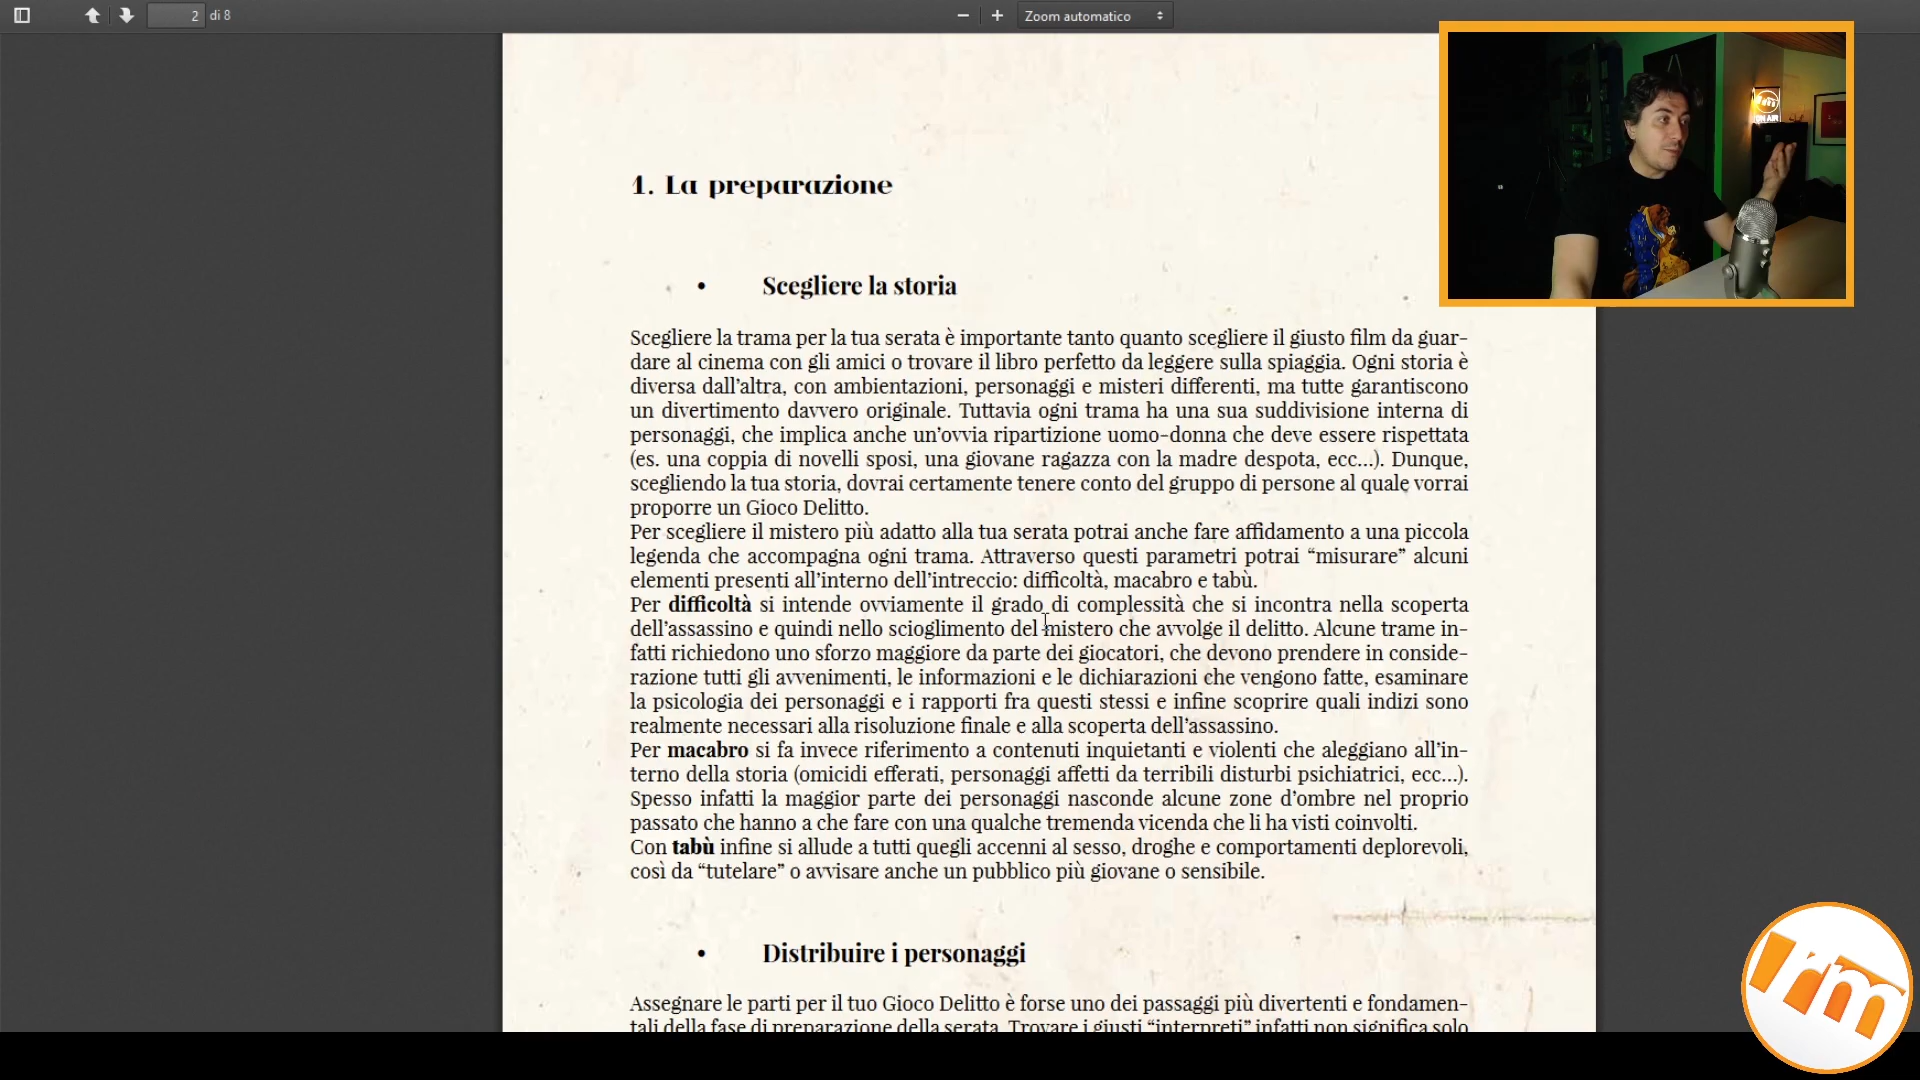 2 di 8
Zoom automatico
ON AIR
1. La preparazione
• Scegliere la storia
Scegliere la trama per la tua serata è importante tanto quanto scegliere il giusto film da guar-
dare al cinema con gli amici o trovare il libro perfetto da leggere sulla spiaggia. Ogni storia è
diversa dall'altra, con ambientazioni, personaggi e misteri differenti, ma tutte garantiscono
un divertimento davvero originale. Tuttavia ogni trama ha una sua suddivisione interna di
personaggi, che implica anche un'ovvia ripartizione uomo-donna che deve essere rispettata
(es. una coppia di novelli sposi, una giovane ragazza con la madre despota, ecc...). Dunque,
scegliendo la tua storia, dovrai certamente tenere conto del gruppo di persone al quale vorrai
proporre un Gioco Delitto.
Per scegliere il mistero più adatto alla tua serata potrai anche fare affidamento a una piccola
legenda che accompagna ogni trama. Attraverso questi parametri potrai “misurare” alcuni
elementi presenti all'interno dell'intreccio: difficoltà, macabro e tabù.
Per difficoltà si intende ovviamente il grado di complessità che si incontra nella scoperta
dell'assassino e quindi nello scioglimento del mistero che avvolge il delitto. Alcune trame in-
fatti richiedono uno sforzo maggiore da parte dei giocatori, che devono prendere in conside-
razione tutti gli avvenimenti, le informazioni e le dichiarazioni che vengono fatte, esaminare
la psicologia dei personaggi e i rapporti fra questi stessi e infine scoprire quali indizi sono
realmente necessari alla risoluzione finale e alla scoperta dell'assassino.
Per macabro si fa invece riferimento a contenuti inquietanti e violenti che aleggiano all'in-
terno della storia (omicidi efferati, personaggi affetti da terribili disturbi psichiatrici, ecc...).
Spesso infatti la maggior parte dei personaggi nasconde alcune zone d'ombre nel proprio
passato che hanno a che fare con una qualche tremenda vicenda che li ha visti coinvolti.
Con tabù infine si allude a tutti quegli accenni al sesso, droghe e comportamenti deplorevoli,
così da “tutelare” o avvisare anche un pubblico più giovane o sensibile.
• Distribuire i personaggi
Assegnare le parti per il tuo Gioco Delitto è forse uno dei passaggi più divertenti e fondamen-
tali della fase di preparazione della serata. Trovare i giusti “interpreti” infatti non significa solo